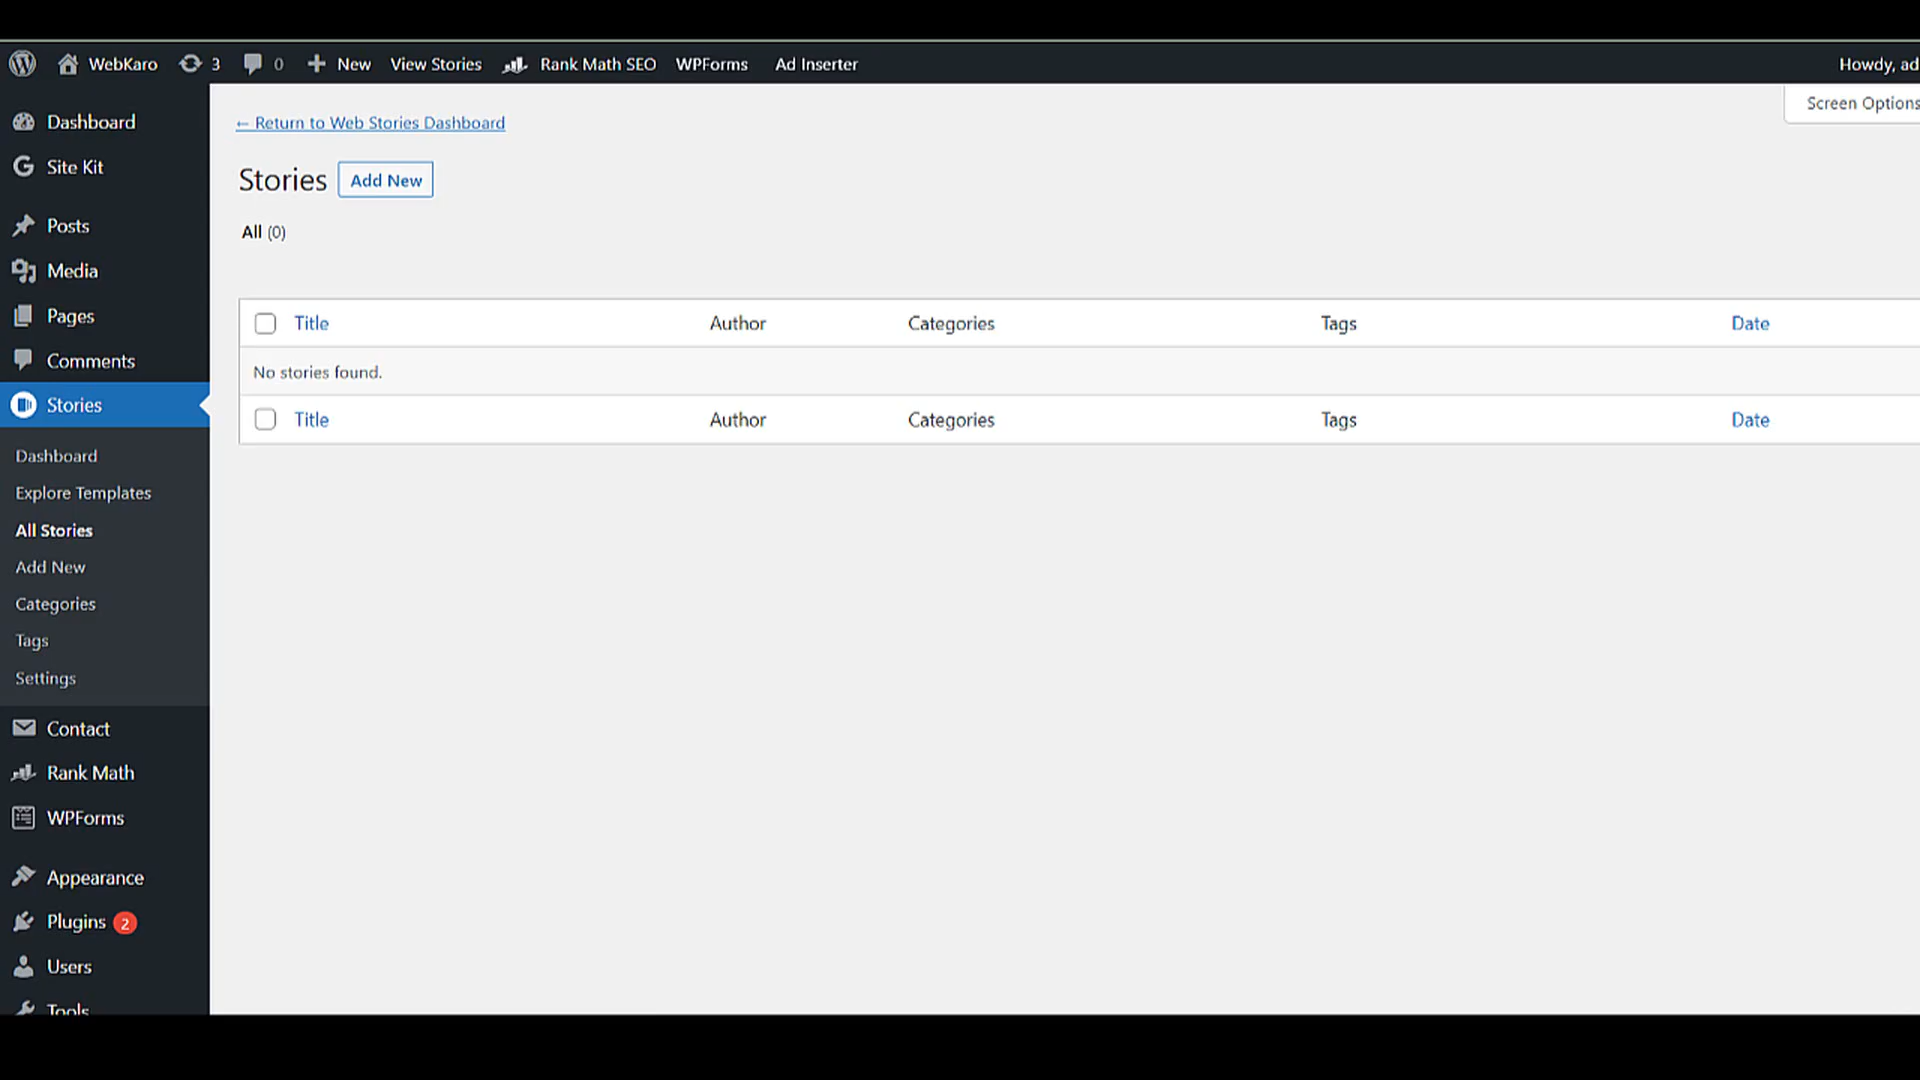 WebKaro 3 0 New View Stories Rank Math SEO WPForms Ad Inserter Howdy, ad
Screen Options
Dashboard
Site Kit
Posts
Media
Pages
Comments
Stories
Dashboard
Explore Templates
All Stories
Add New
Categories
Tags
Settings
Contact
Rank Math
WPForms
Appearance
Plugins 2
Users
Tools
← Return to Web Stories Dashboard
Stories Add New
All (0)
Title Author Categories Tags Date
No stories found.
Title Author Categories Tags Date